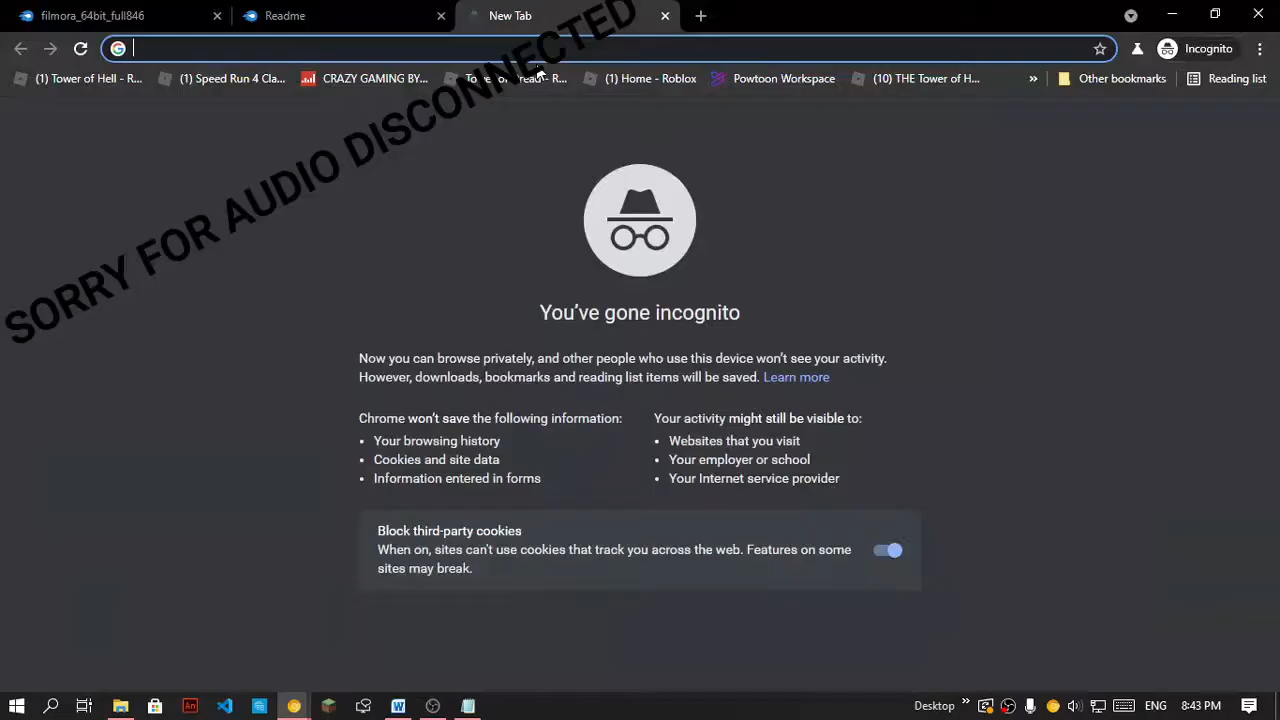 filmora_64bit_full846
Readme
New Tab
Incognito
(1) Tower of Hell - R...
(1) Speed Run 4 Cla...
CRAZY GAMING BY...
(1) Home - Roblox
Powtoon Workspace
(10) THE Tower of H...
»
Other bookmarks
Reading list
SORRY FOR AUDIO DISCONNECTED
You've gone incognito
Now you can browse privately, and other people who use this device won't see your activity.
However, downloads, bookmarks and reading list items will be saved. Learn more
Chrome won't save the following information:
• Your browsing history
• Cookies and site data
• Information entered in forms
Your activity might still be visible to:
• Websites that you visit
• Your employer or school
• Your Internet service provider
Block third-party cookies
When on, sites can't use cookies that track you across the web. Features on some
sites may break.
An
W
Desktop
»
ENG
8:43 PM